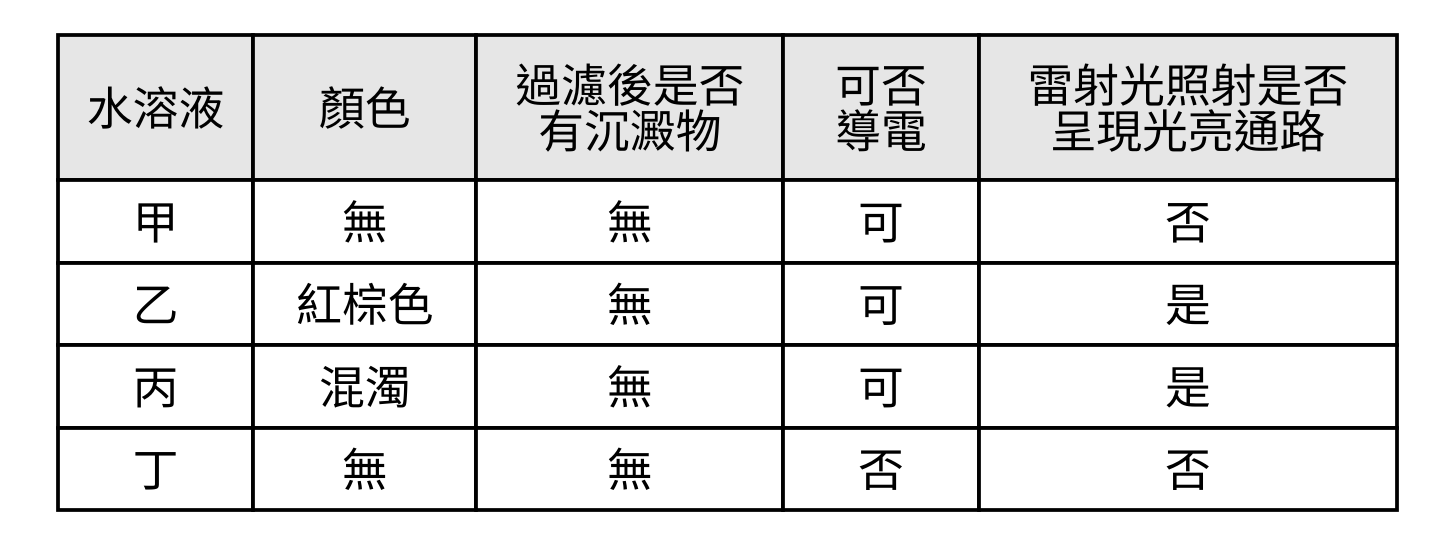 水溶液
顏色
過濾後是否
有沉澱物
可否
導電
雷射光照射是否
呈現光亮通路
甲
無
無
可
否
乙
紅棕色
無
可
是
丙
混濁
無
可
是
丁
無
無
否
否